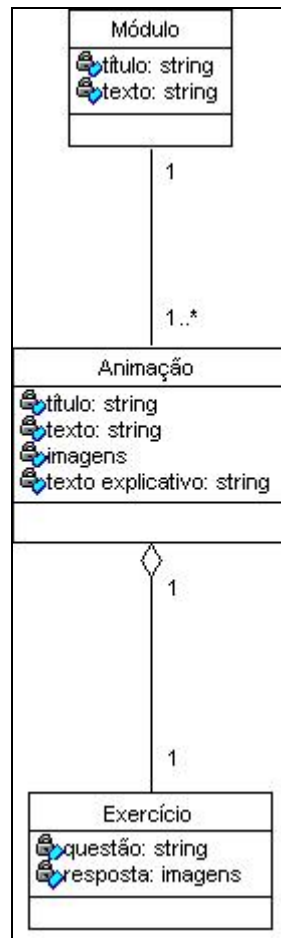 Módulo
título: string
texto: string
1
1..*
Animação
título: string
texto: string
imagens
texto explicativo: string
1
1
Exercício
questão: string
resposta: imagens